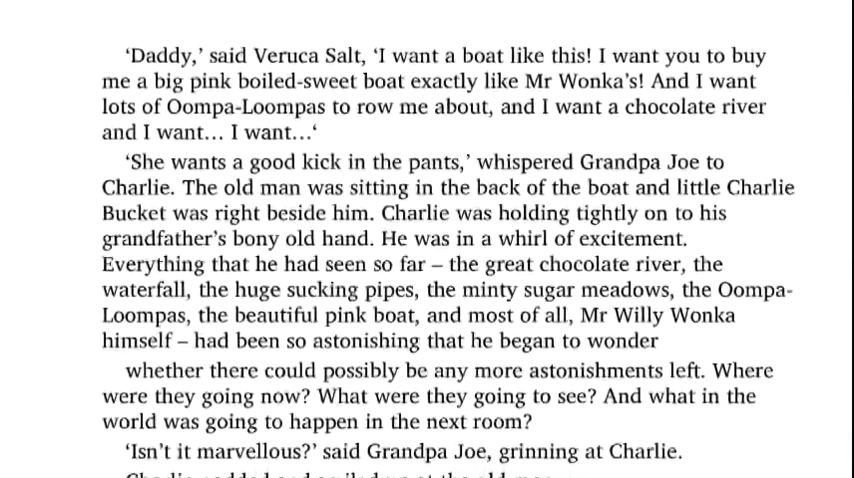 ‘Daddy,’ said Veruca Salt, ‘I want a boat like this! I want you to buy
me a big pink boiled-sweet boat exactly like Mr Wonka’s! And I want
lots of Oompa-Loompas to row me about, and I want a chocolate river
and I want… I want…‘
‘She wants a good kick in the pants,’ whispered Grandpa Joe to
Charlie. The old man was sitting in the back of the boat and little Charlie
Bucket was right beside him. Charlie was holding tightly on to his
grandfather’s bony old hand. He was in a whirl of excitement.
Everything that he had seen so far – the great chocolate river, the
waterfall, the huge sucking pipes, the minty sugar meadows, the Oompa-
Loompas, the beautiful pink boat, and most of all, Mr Willy Wonka
himself – had been so astonishing that he began to wonder
whether there could possibly be any more astonishments left. Where
were they going now? What were they going to see? And what in the
world was going to happen in the next room?
‘Isn’t it marvellous?’ said Grandpa Joe, grinning at Charlie.